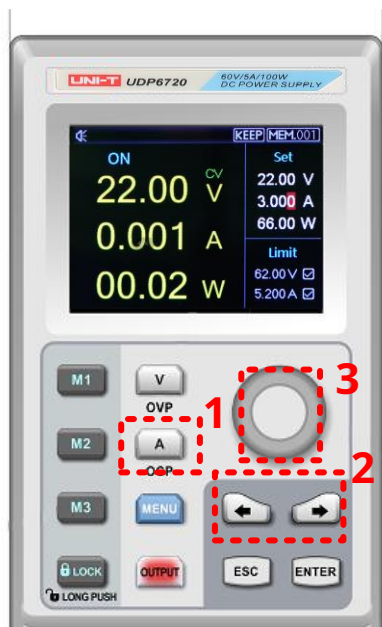 UNI-T UDP6720 60V/5A/100W
DC POWER SUPPLY
KEEP MEM.001
ON Set
CV
22.00 V 22.00 V
3.000 A
0.001 A 66.00 W
Limit
62.00 V
00.02 W 5.200 A
3
M1 V
OVP
1
M2 A
OCP
2
M3 MENU
LOCK OUTPUT ESC ENTER
LONG PUSH